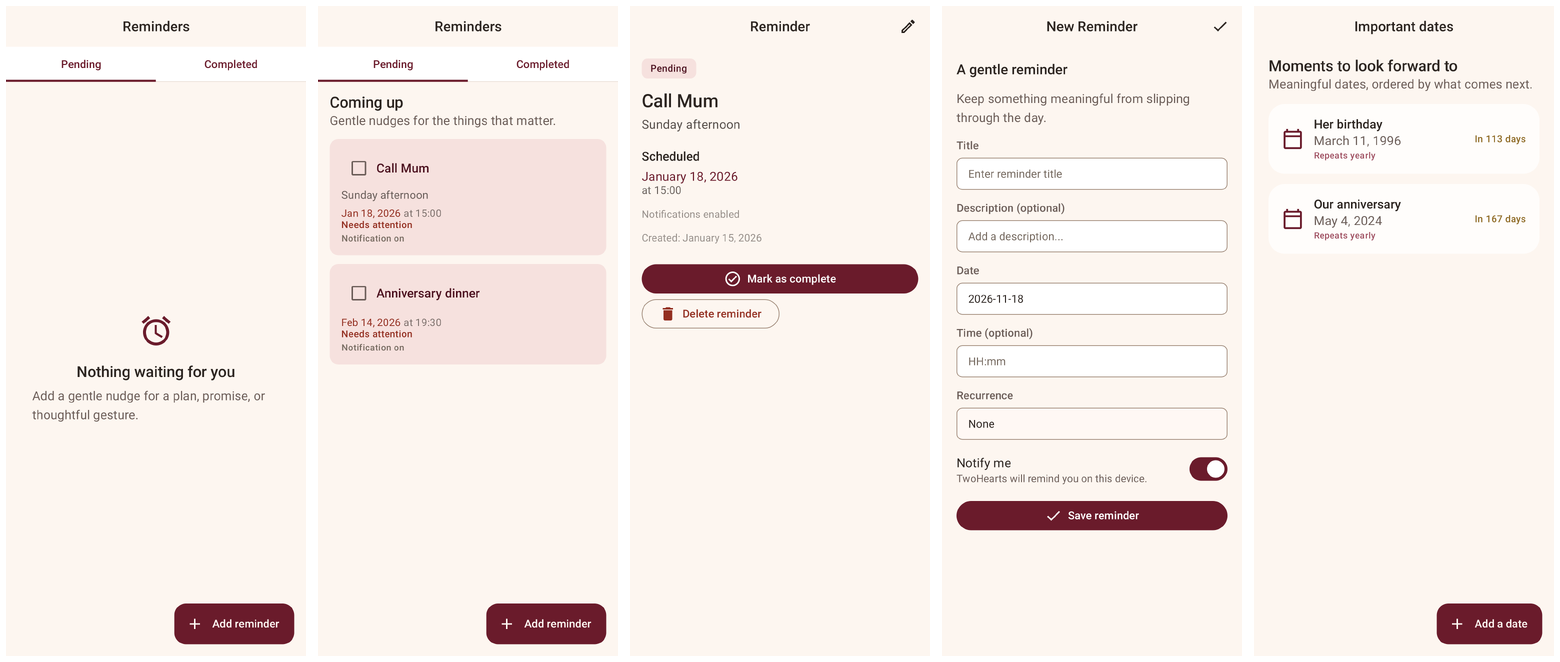 Reminders
Pending
Completed
Nothing waiting for you
Add a gentle nudge for a plan, promise, or
thoughtful gesture.
Add reminder
Reminders
Pending
Completed
Coming up
Gentle nudges for the things that matter.
Call Mum
Sunday afternoon
Jan 18, 2026 at 15:00
Needs attention
Notification on
Anniversary dinner
Feb 14, 2026 at 19:30
Needs attention
Notification on
Add reminder
Reminder
Pending
Call Mum
Sunday afternoon
Scheduled
January 18, 2026
at 15:00
Notifications enabled
Created: January 15, 2026
Mark as complete
Delete reminder
New Reminder
A gentle reminder
Keep something meaningful from slipping
through the day.
Title
Enter reminder title
Description (optional)
Add a description...
Date
2026-11-18
Time (optional)
HH:mm
Recurrence
None
Notify me
TwoHearts will remind you on this device.
Save reminder
Important dates
Moments to look forward to
Meaningful dates, ordered by what comes next.
Her birthday
March 11, 1996
Repeats yearly
In 113 days
Our anniversary
May 4, 2024
Repeats yearly
In 167 days
Add a date